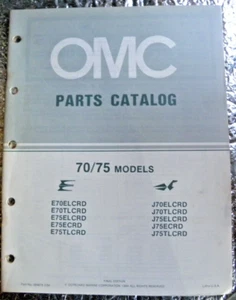 OMC
PARTS CATALOG
70/75 MODELS
E70ELCRD J70ELCRD
E70TLCRD J70TLCRD
E75ELCRD J75ELCRD
E75ECRD J75ECRD
E75TLCRD J75TLCRD